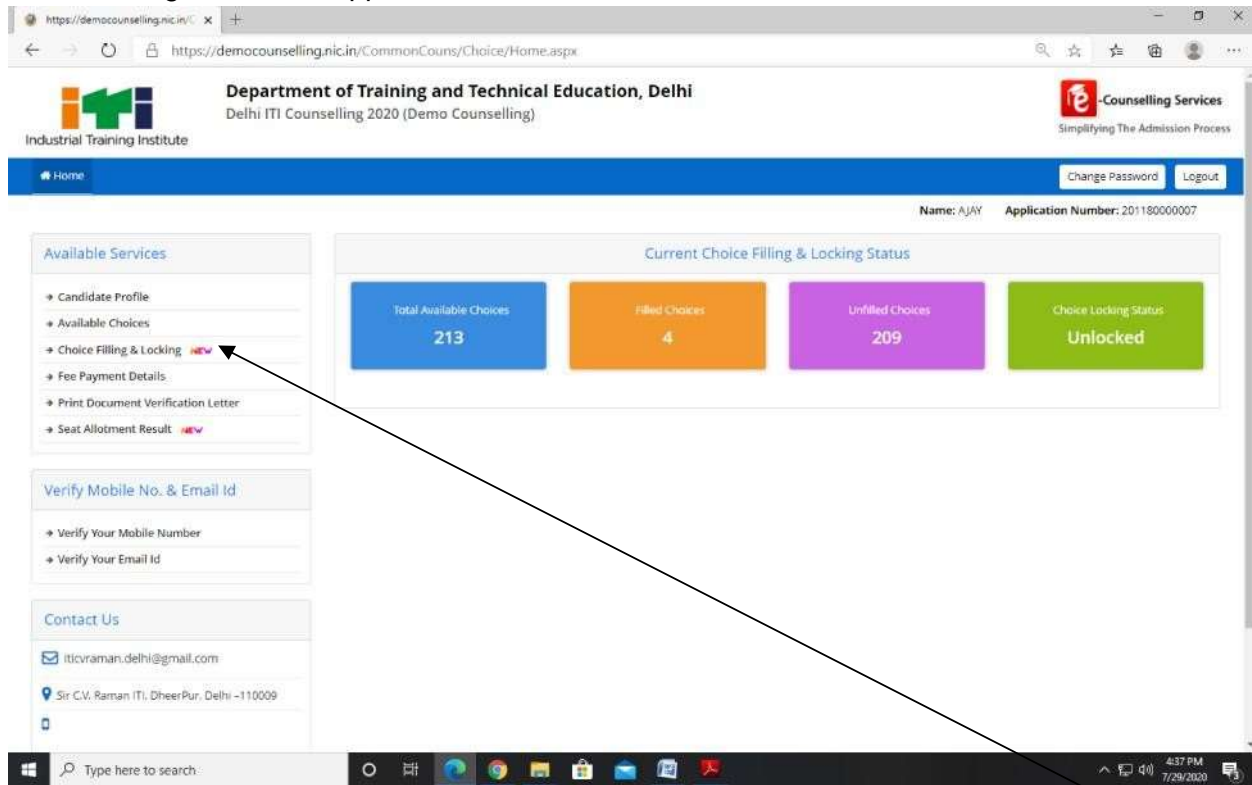 https://democounselling.nic.in/C
https://democounselling.nic.in/CommonCouns/Choice/Home.aspx
iti
Industrial Training Institute
Department of Training and Technical Education, Delhi
Delhi ITI Counselling 2020 (Demo Counselling)
e-Counselling Services
Simplifying The Admission Process
Home
Change Password Logout
Name: AJAY Application Number: 201180000007
Available Services
Candidate Profile
Available Choices
Choice Filling & Locking NEW
Fee Payment Details
Print Document Verification Letter
Seat Allotment Result NEW
Current Choice Filling & Locking Status
Total Available Choices
213
Filled Choices
4
Unfilled Choices
209
Choice Locking Status
Unlocked
Verify Mobile No. & Email Id
Verify Your Mobile Number
Verify Your Email Id
Contact Us
iticvraman.delhi@gmail.com
Sir C.V. Raman ITI, DheerPur, Delhi -110009
Type here to search
4:37 PM
7/29/2020
3